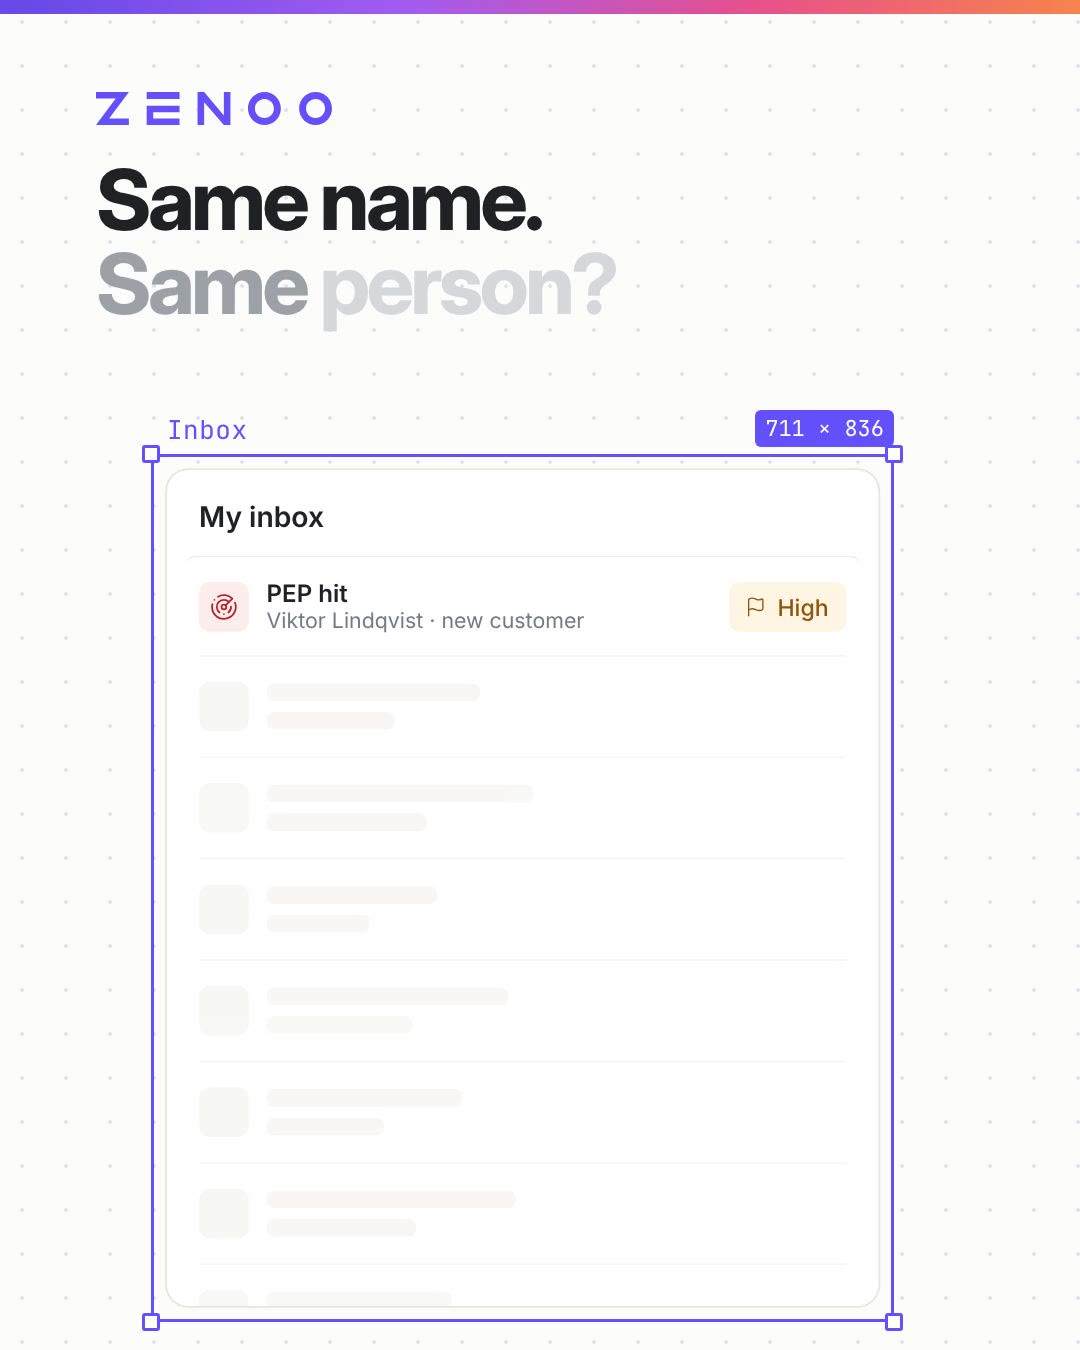 ZENOO
Same name.
Same person?
Inbox
711 × 836
My inbox
PEP hit
Viktor Lindqvist · new customer
High